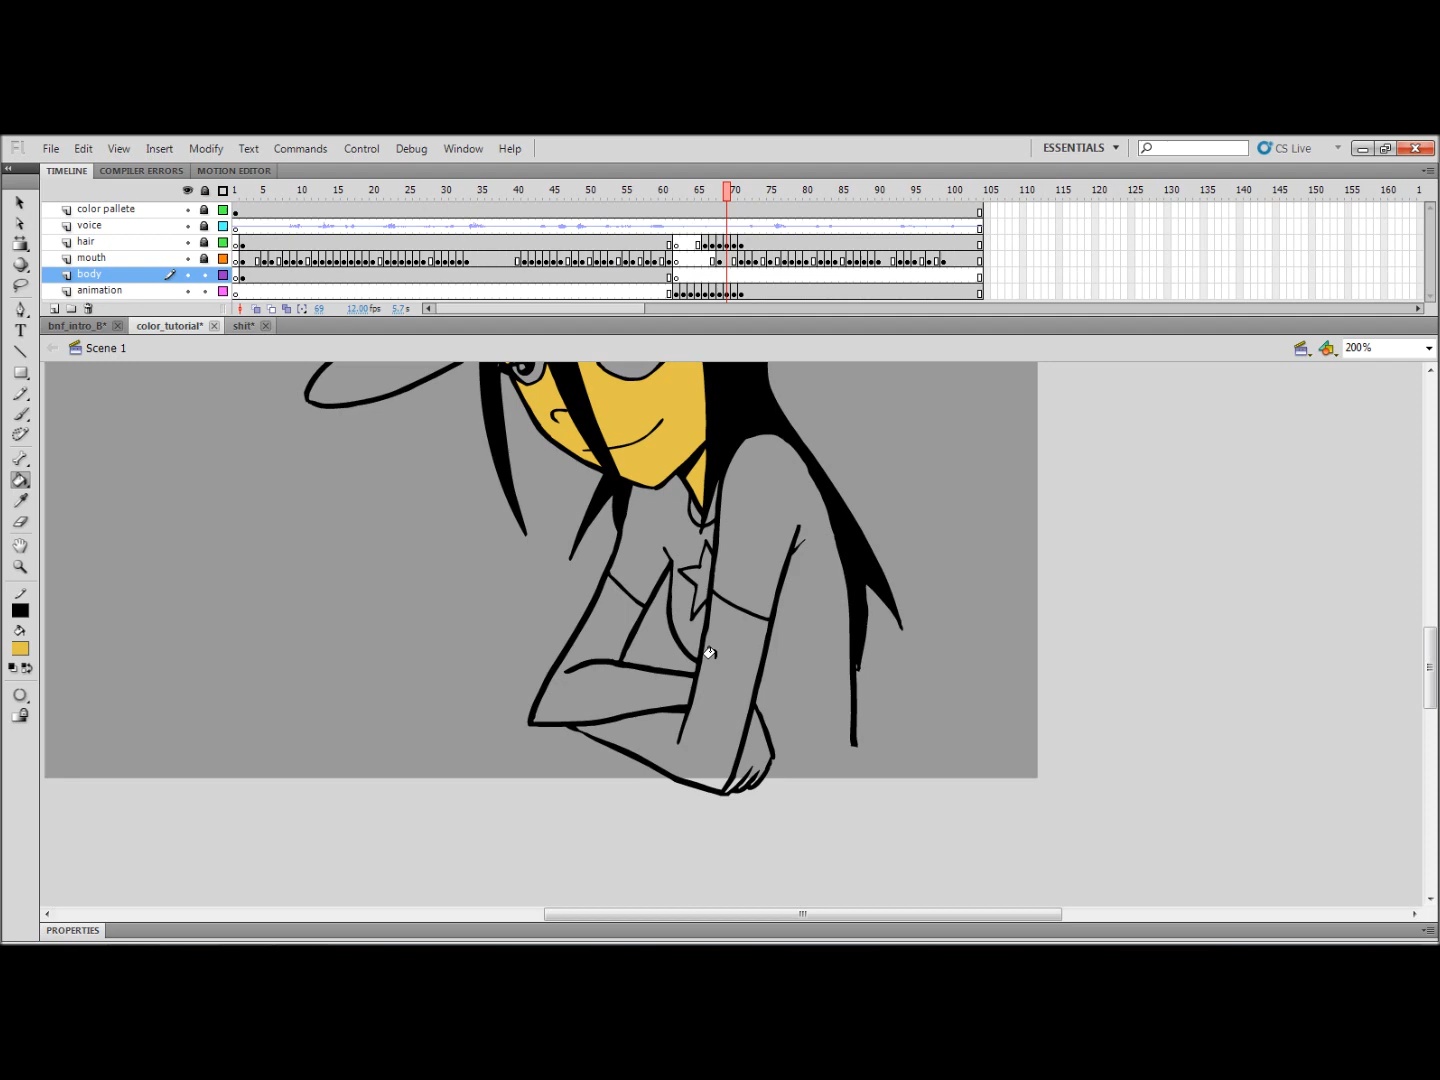 Fl File Edit View Insert Modify Text Commands Control Debug Window Help ESSENTIALS CS Live
TIMELINE COMPILER ERRORS MOTION EDITOR
1 5 10 15 20 25 30 35 40 45 50 55 60 65 70 75 80 85 90 95 100 105 110 115 120 125 130 135 140 145 150 155 160 1
color pallete
voice
hair
mouth
body
animation
69 12.00 fps 5.7 s
bnf_intro_B* color_tutorial* shit*
Scene 1 200%
T
PROPERTIES